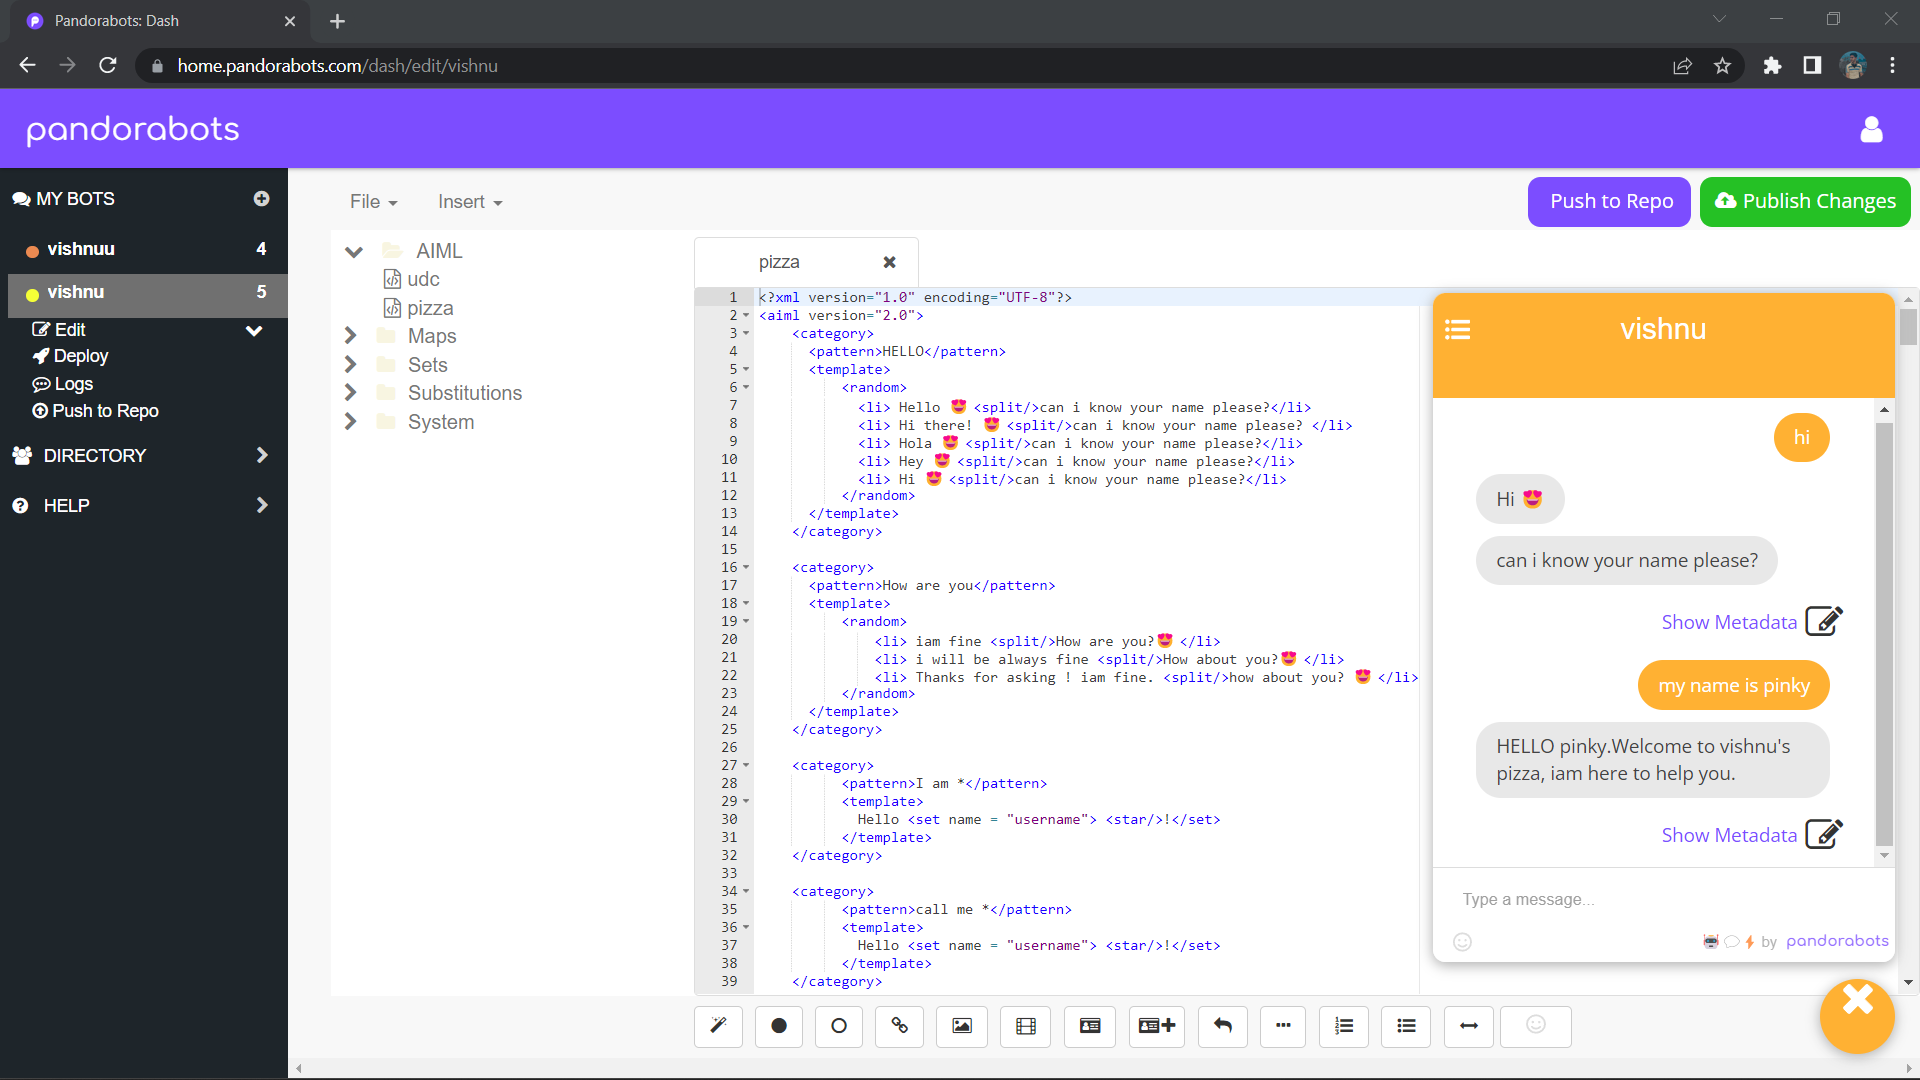 Pandorabots: Dash
home.pandorabots.com/dash/edit/vishnu
pandorabots
MY BOTS
vishnuu 4
vishnu 5
Edit
Deploy
Logs
Push to Repo
DIRECTORY
HELP
File
Insert
Push to Repo
Publish Changes
AIML
udc
pizza
Maps
Sets
Substitutions
System
pizza
1 <?xml version="1.0" encoding="UTF-8"?>
2 <aiml version="2.0">
3 <category>
4 <pattern>HELLO</pattern>
5 <template>
6 <random>
7 <li> Hello 😍 <split/>can i know your name please?</li>
8 <li> Hi there! 😍 <split/>can i know your name please? </li>
9 <li> Hola 😍 <split/>can i know your name please?</li>
10 <li> Hey 😍 <split/>can i know your name please?</li>
11 <li> Hi 😍 <split/>can i know your name please?</li>
12 </random>
13 </template>
14 </category>
15
16 <category>
17 <pattern>How are you</pattern>
18 <template>
19 <random>
20 <li> iam fine <split/>How are you?😍 </li>
21 <li> i will be always fine <split/>How about you?😍 </li>
22 <li> Thanks for asking ! iam fine. <split/>how about you? 😍 </li>
23 </random>
24 </template>
25 </category>
26
27 <category>
28 <pattern>I am *</pattern>
29 <template>
30 Hello <set name = "username"> <star/>!</set>
31 </template>
32 </category>
33
34 <category>
35 <pattern>call me *</pattern>
36 <template>
37 Hello <set name = "username"> <star/>!</set>
38 </template>
39 </category>
vishnu
hi
Hi 😍
can i know your name please?
Show Metadata
my name is pinky
HELLO pinky.Welcome to vishnu's
pizza, iam here to help you.
Show Metadata
Type a message...
by pandorabots